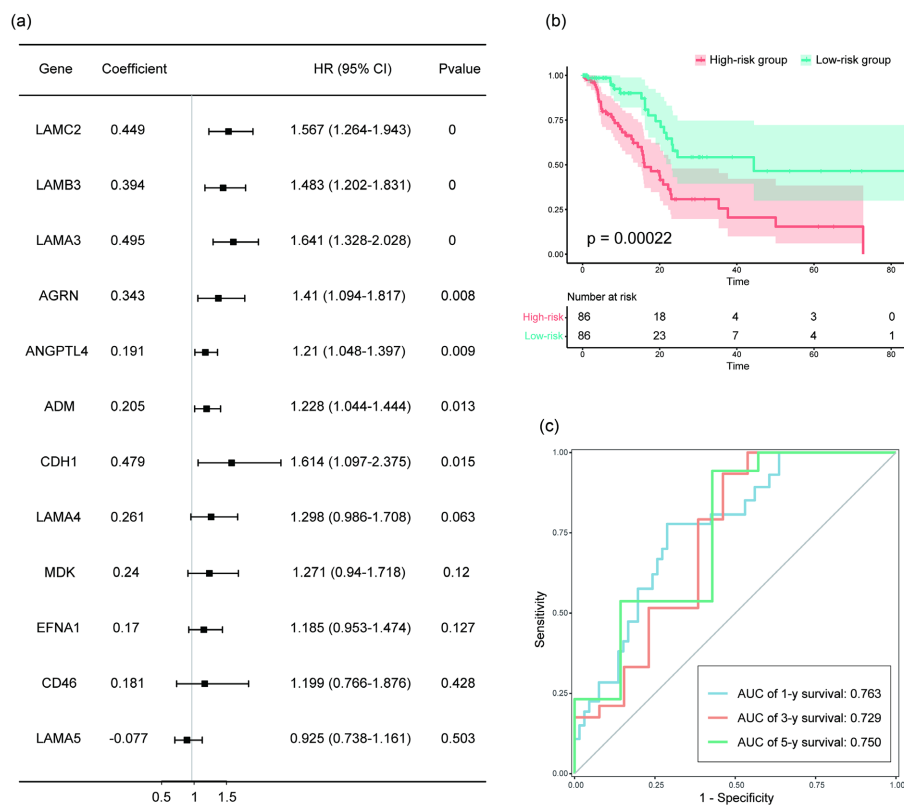 (a)
Gene Coefficient HR (95% CI) Pvalue
LAMC2 0.449 1.567 (1.264-1.943) 0
LAMB3 0.394 1.483 (1.202-1.831) 0
LAMA3 0.495 1.641 (1.328-2.028) 0
AGRN 0.343 1.41 (1.094-1.817) 0.008
ANGPTL4 0.191 1.21 (1.048-1.397) 0.009
ADM 0.205 1.228 (1.044-1.444) 0.013
CDH1 0.479 1.614 (1.097-2.375) 0.015
LAMA4 0.261 1.298 (0.986-1.708) 0.063
MDK 0.24 1.271 (0.94-1.718) 0.12
EFNA1 0.17 1.185 (0.953-1.474) 0.127
CD46 0.181 1.199 (0.766-1.876) 0.428
LAMA5 -0.077 0.925 (0.738-1.161) 0.503
0.5 1 1.5
(b)
High-risk group Low-risk group
1.00
0.75
0.50
0.25
0.00
p = 0.00022
0 20 40 60 80
Time
Number at risk
High-risk 86 18 4 3 0
Low-risk 86 23 7 4 1
0 20 40 60 80
Time
(c)
1.00
0.75
0.50
0.25
0.00
Sensitivity
AUC of 1-y survival: 0.763
AUC of 3-y survival: 0.729
AUC of 5-y survival: 0.750
0.00 0.25 0.50 0.75 1.00
1 - Specificity